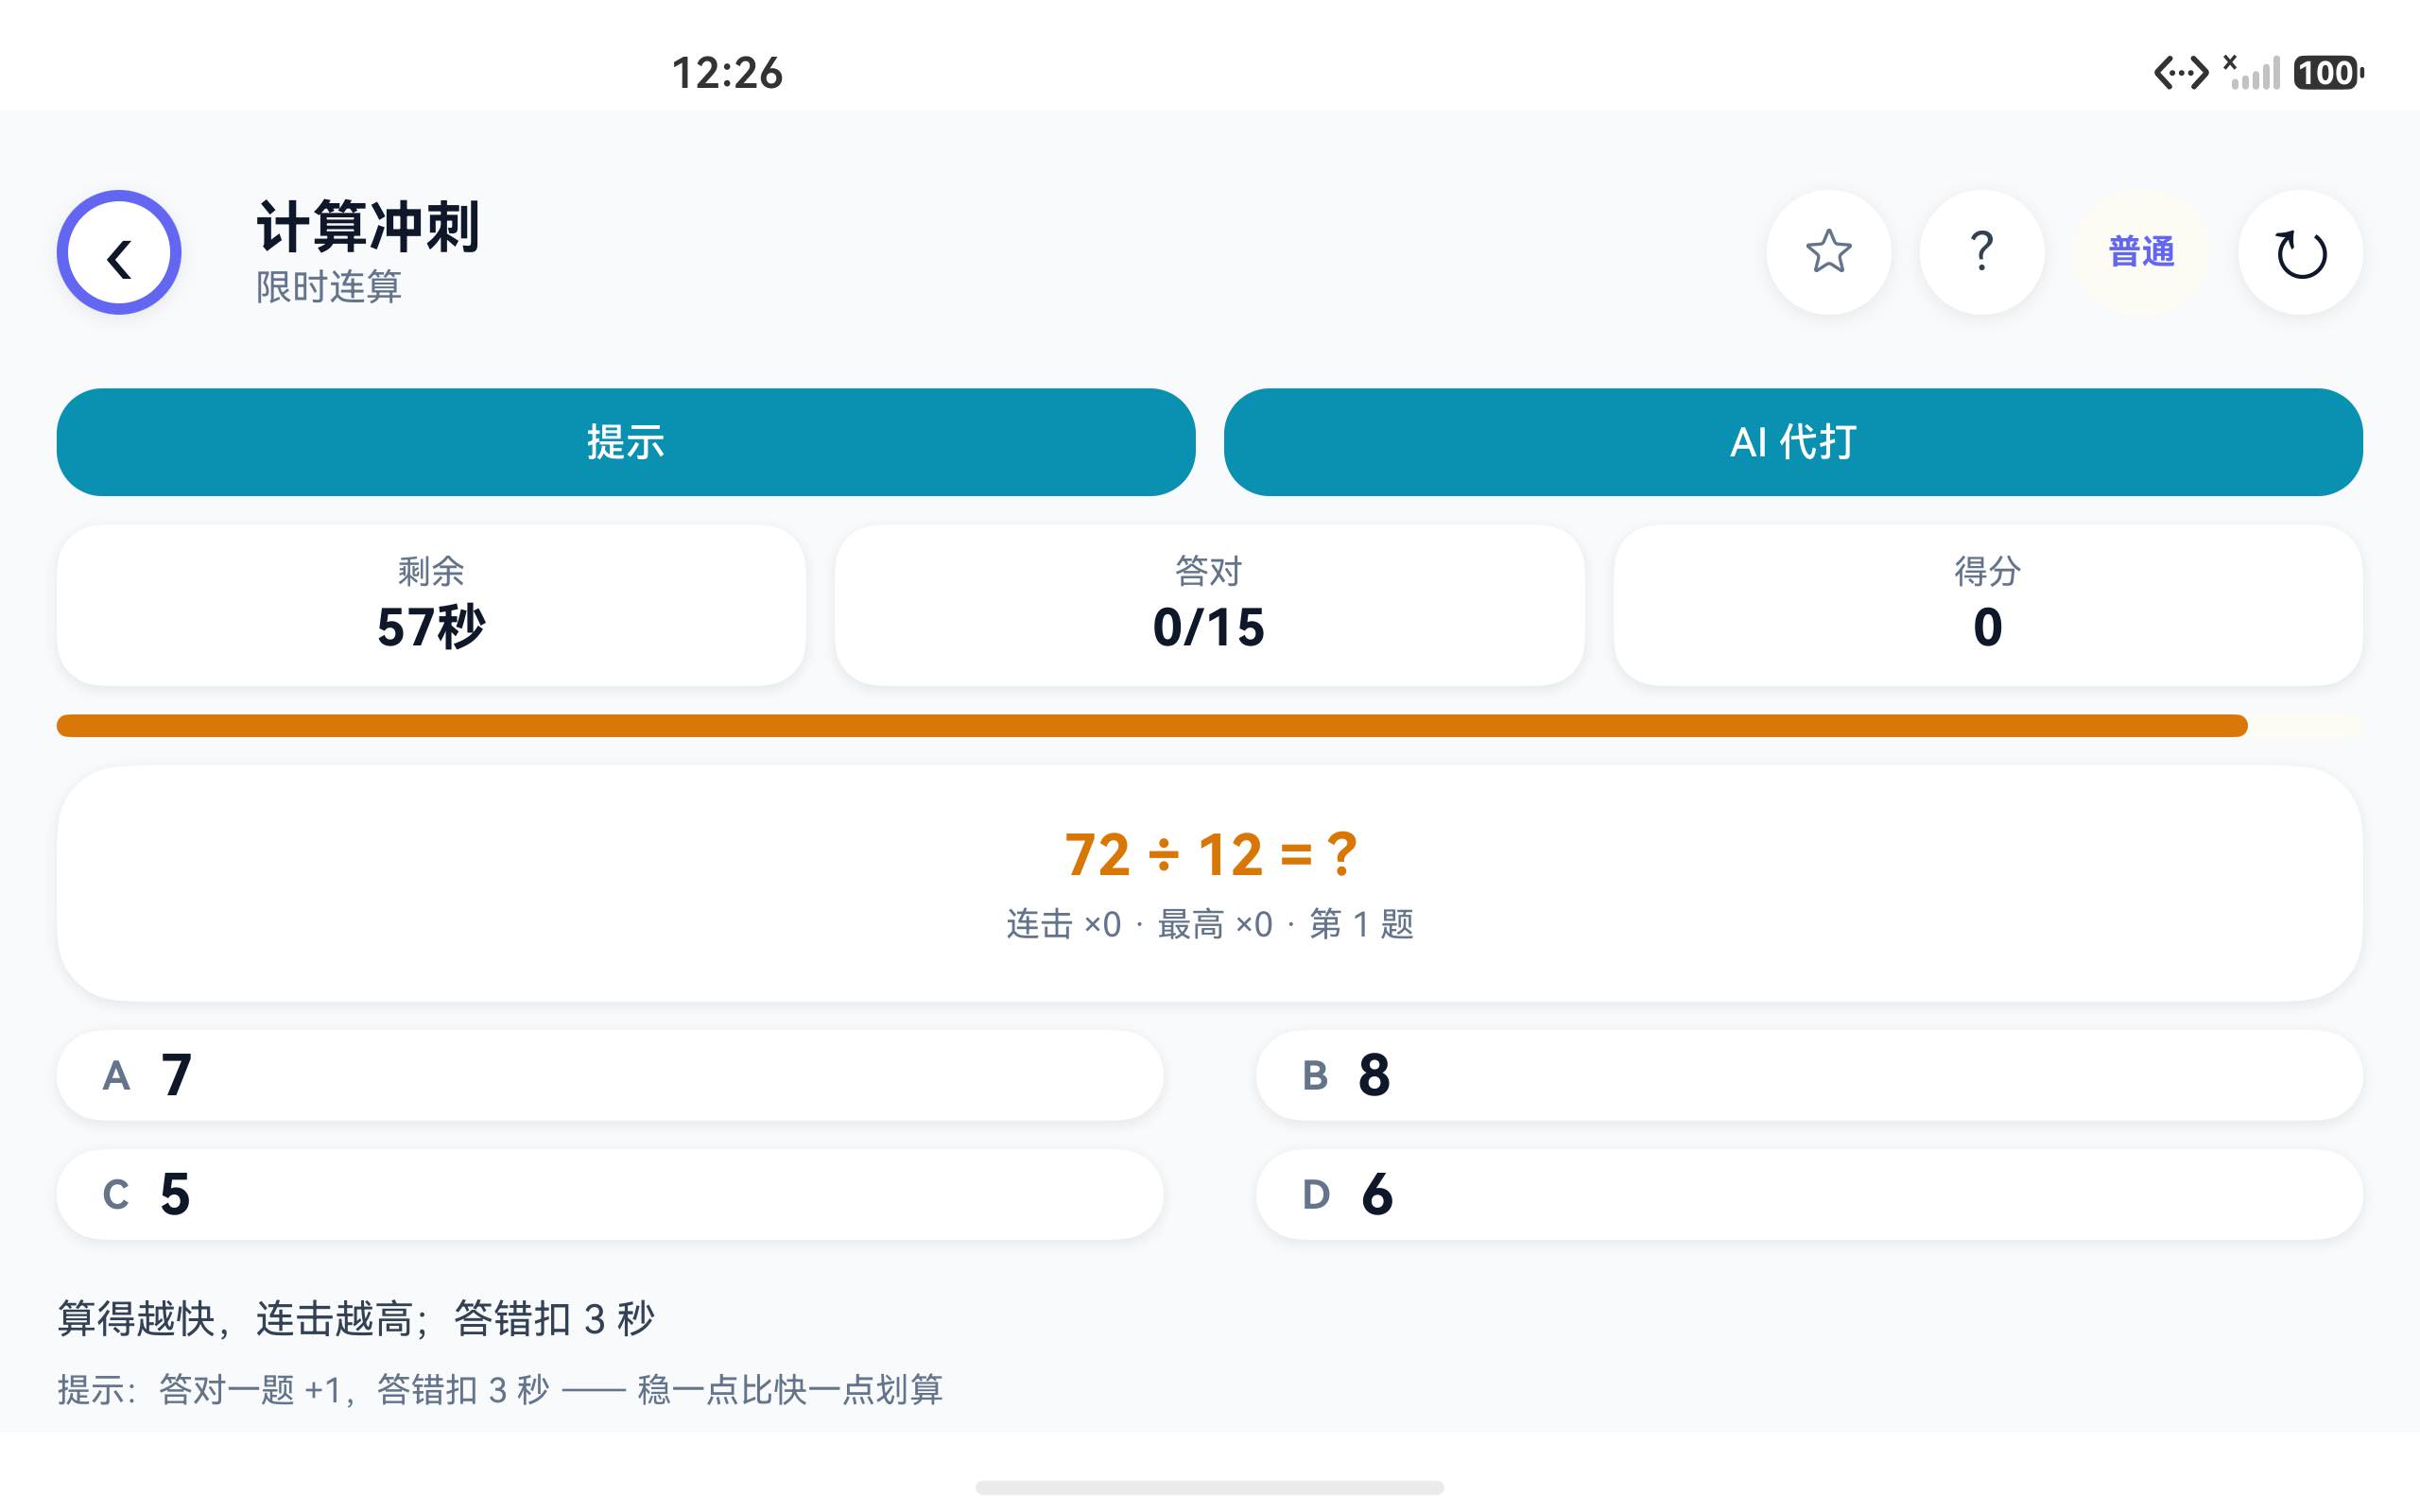 12:26
100
计算冲刺
限时连算
?
普通
提示
AI 代打
剩余
57秒
答对
0/15
得分
0
72 ÷ 12 = ?
连击 ×0 · 最高 ×0 · 第 1 题
A 7
B 8
C 5
D 6
算得越快，连击越高；答错扣 3 秒
提示：答对一题 +1，答错扣 3 秒 —— 稳一点比快一点划算